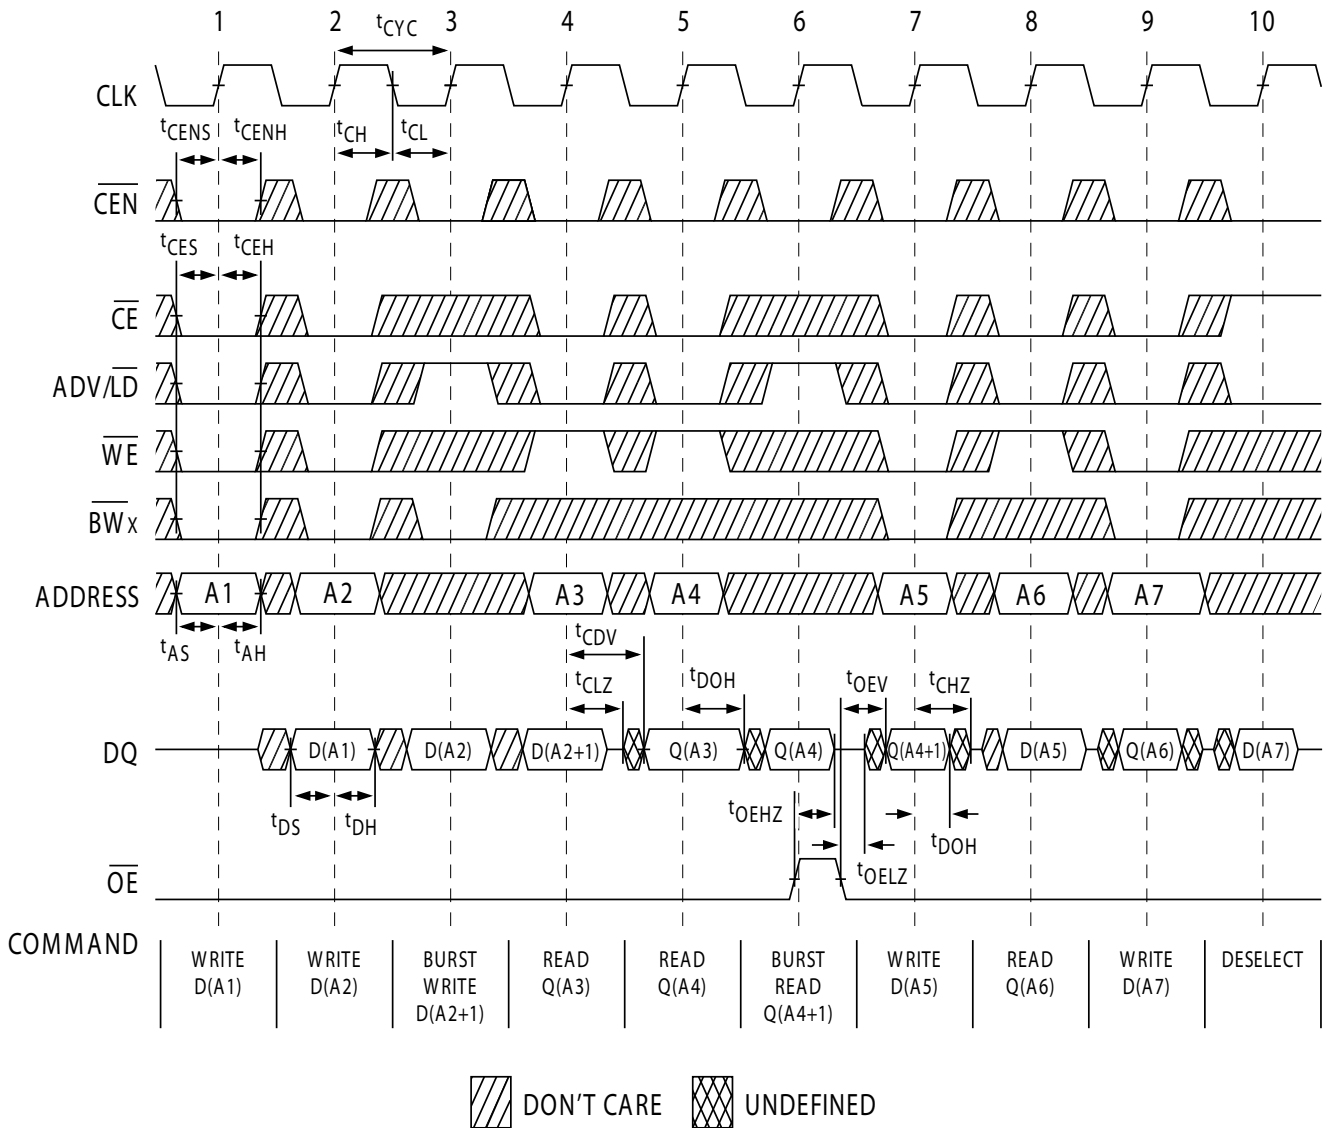 1 2 tCYC 3 4 5 6 7 8 9 10
CLK
tCENS tCENH tCH tCL
CEN
tCES tCEH
CE
ADV/LD
WE
BWx
ADDRESS A1 A2 A3 A4 A5 A6 A7
tAS tAH tCDV
tCLZ tDOH tOEV tCHZ
DQ D(A1) D(A2) D(A2+1) Q(A3) Q(A4) Q(A4+1) D(A5) Q(A6) D(A7)
tDS tDH tOEHZ tDOH
tOELZ
OE
COMMAND
WRITE WRITE BURST READ READ BURST WRITE READ WRITE DESELECT
D(A1) D(A2) WRITE Q(A3) Q(A4) READ D(A5) Q(A6) D(A7)
D(A2+1) Q(A4+1)
DON'T CARE UNDEFINED